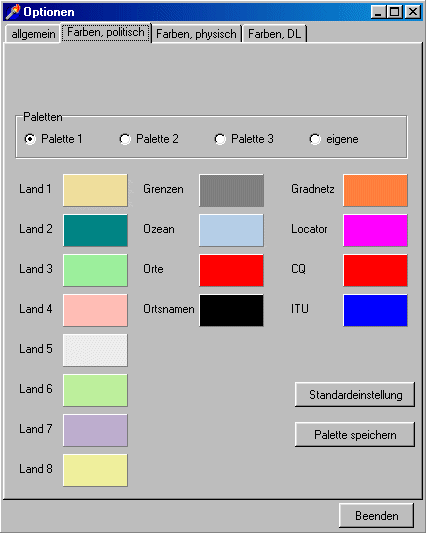 Optionen
allgemein Farben, politisch Farben, physisch Farben, DL
Paletten
Palette 1 Palette 2 Palette 3 eigene
Land 1 Grenzen Gradnetz
Land 2 Ozean Locator
Land 3 Orte CQ
Land 4 Ortsnamen ITU
Land 5
Land 6 Standardeinstellung
Land 7 Palette speichern
Land 8
Beenden